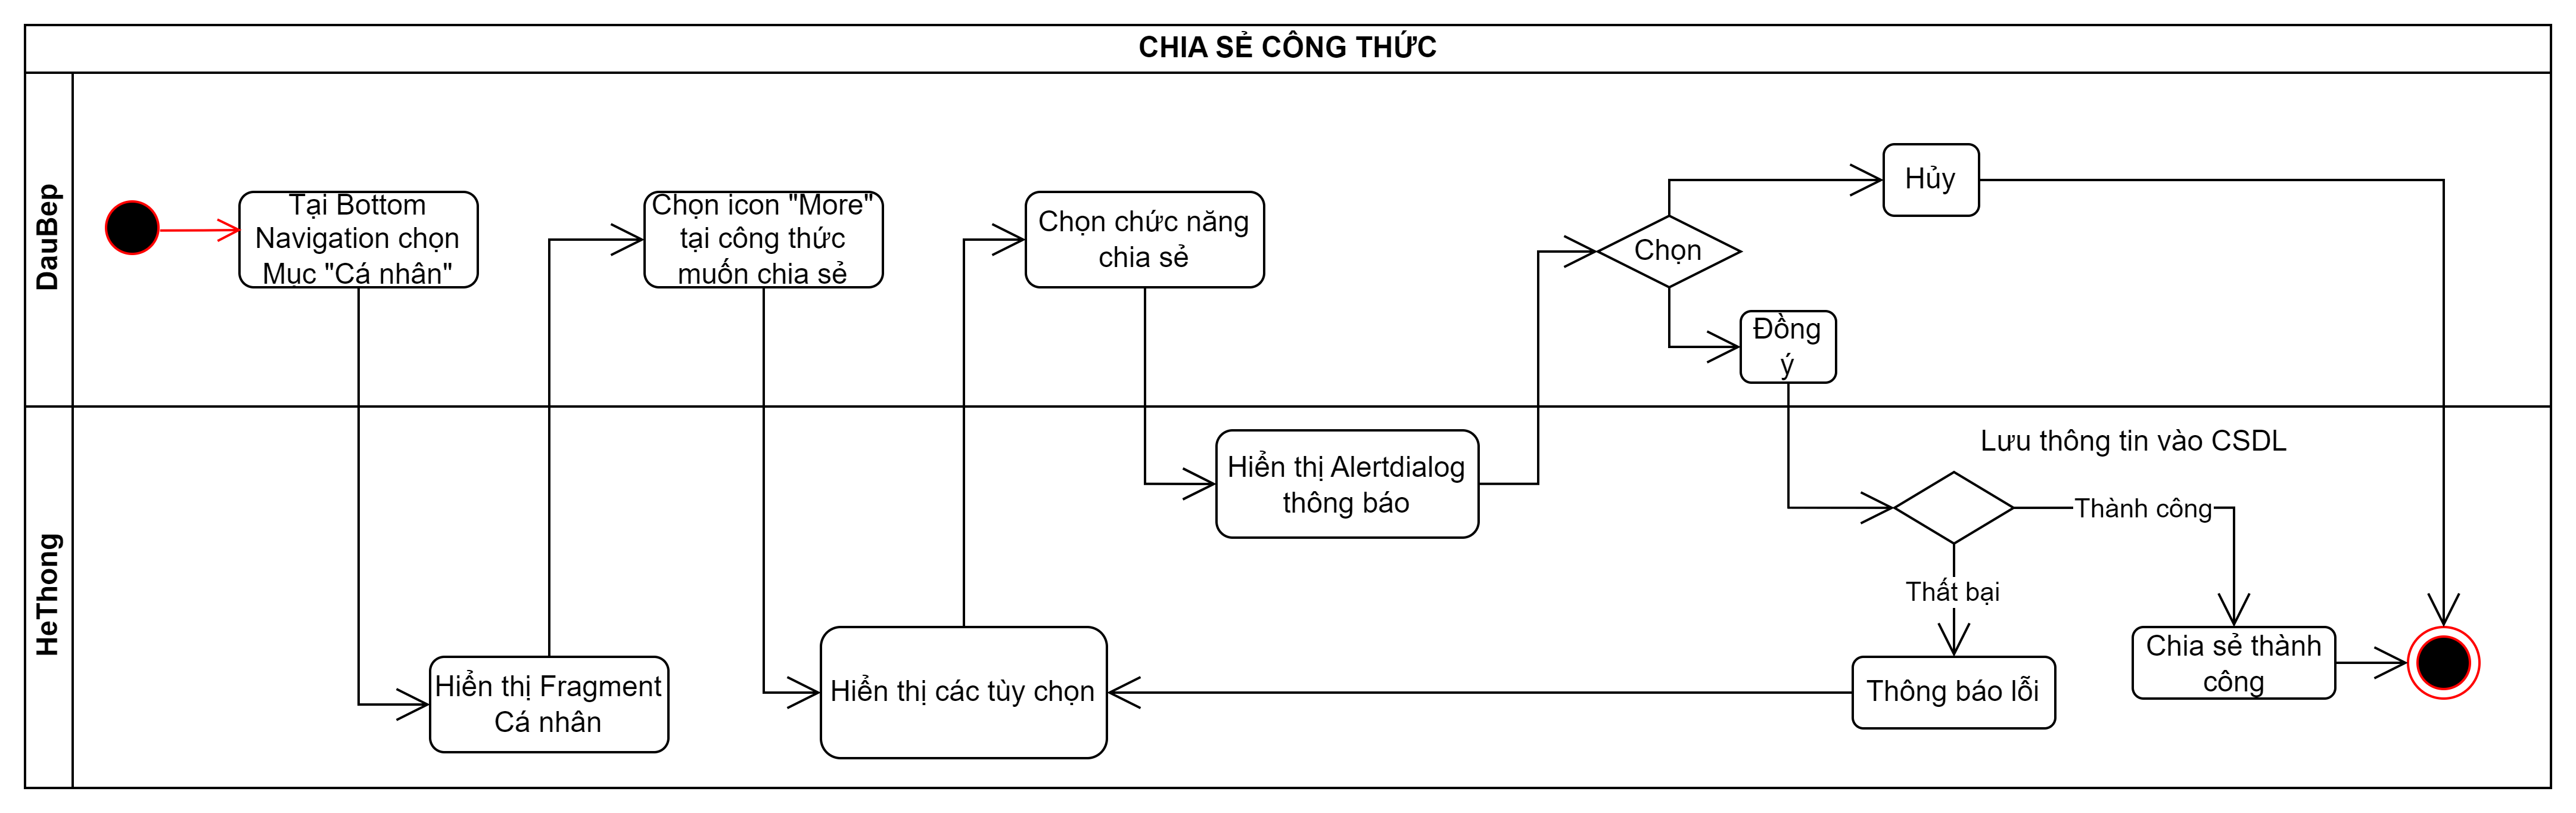 CHIA SẺ CÔNG THỨC
DauBep
Tại Bottom
Navigation chọn
Mục "Cá nhân"
Chọn icon "More"
tại công thức
muốn chia sẻ
Chọn chức năng
chia sẻ
Chọn
Hủy
Đồng
ý
HeThong
Hiển thị Fragment
Cá nhân
Hiển thị các tùy chọn
Hiển thị Alertdialog
thông báo
Lưu thông tin vào CSDL
Thành công
Thất bại
Thông báo lỗi
Chia sẻ thành
công